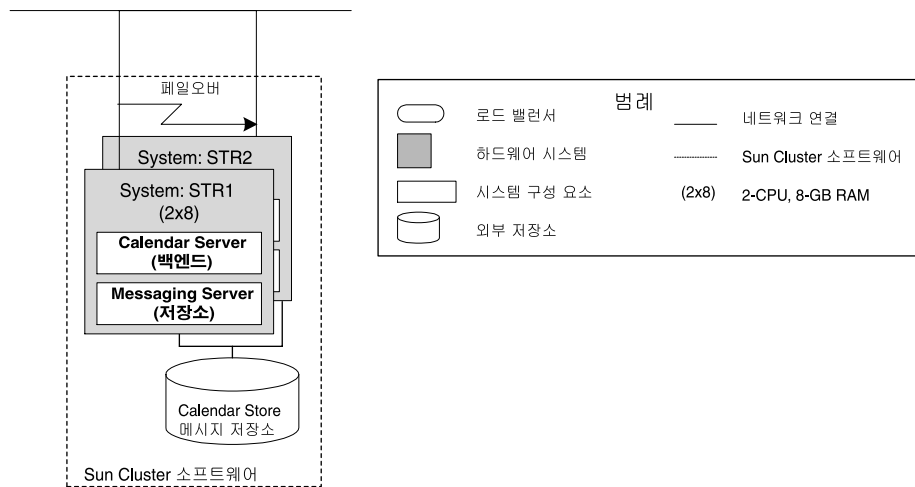 페일오버
System: STR2
System: STR1
(2x8)
Calendar Server
(백엔드)
Messaging Server
(저장소)
Calendar Store
메시지 저장소
Sun Cluster 소프트웨어
범례
로드 밸런서
하드웨어 시스템
시스템 구성 요소
외부 저장소
네트워크 연결
Sun Cluster 소프트웨어
(2x8) 2-CPU, 8-GB RAM